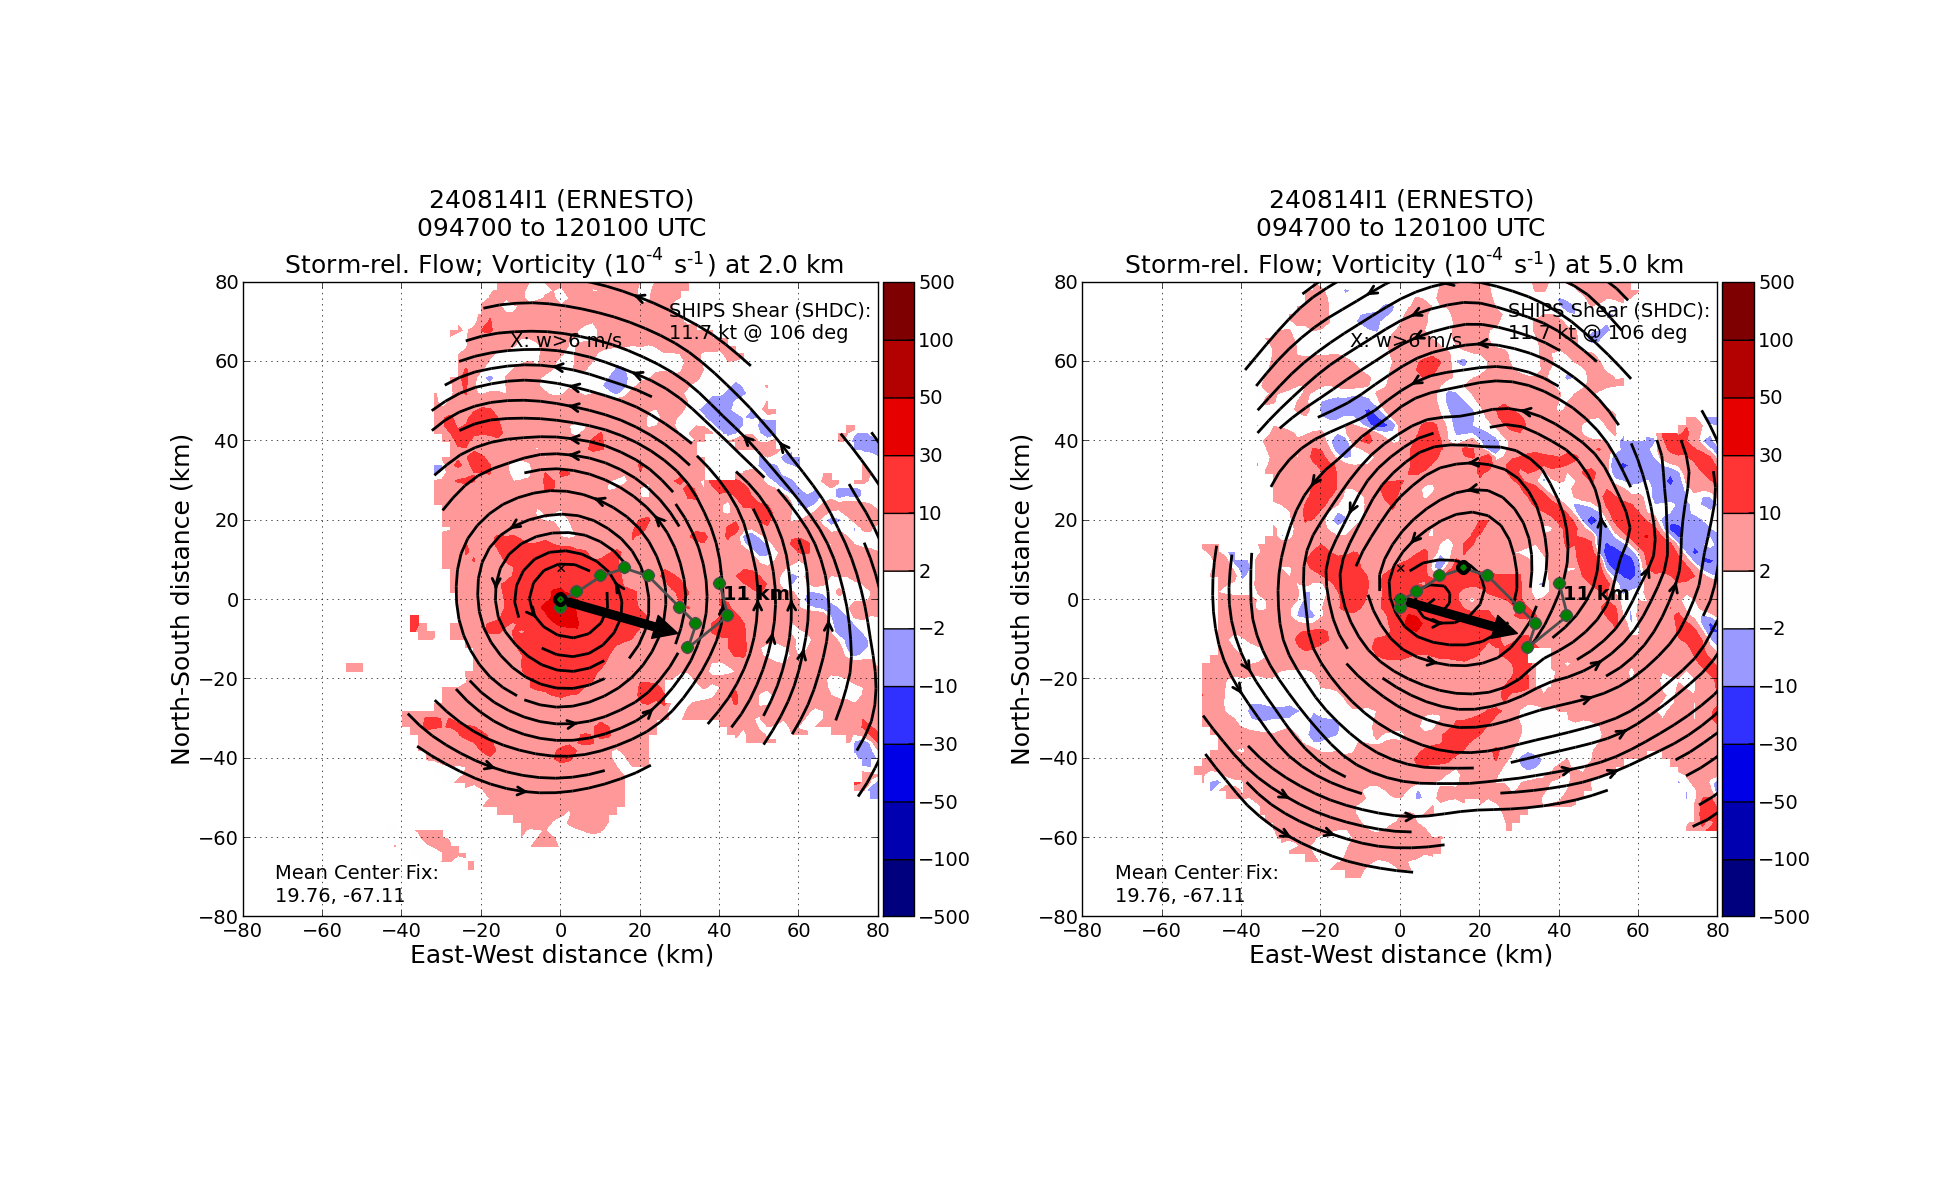 240814I1 (ERNESTO)
094700 to 120100 UTC
Storm-rel. Flow; Vorticity (10⁻⁴ s⁻¹) at 2.0 km
SHIPS Shear (SHDC):
11.7 kt @ 106 deg
X: w>6 m/s
11 km
Mean Center Fix:
19.76, -67.11
80
60
40
20
0
−20
−40
−60
−80
−80 −60 −40 −20 0 20 40 60 80
North-South distance (km)
East-West distance (km)
500
100
50
30
10
2
−2
−10
−30
−50
−100
−500
240814I1 (ERNESTO)
094700 to 120100 UTC
Storm-rel. Flow; Vorticity (10⁻⁴ s⁻¹) at 5.0 km
SHIPS Shear (SHDC):
11.7 kt @ 106 deg
X: w>6 m/s
11 km
Mean Center Fix:
19.76, -67.11
80
60
40
20
0
−20
−40
−60
−80
−80 −60 −40 −20 0 20 40 60 80
North-South distance (km)
East-West distance (km)
500
100
50
30
10
2
−2
−10
−30
−50
−100
−500